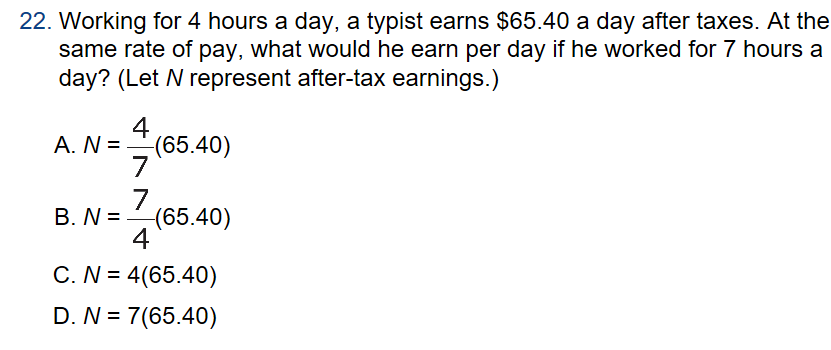 22. Working for 4 hours a day, a typist earns $65.40 a day after taxes. At the
same rate of pay, what would he earn per day if he worked for 7 hours a
day? (Let N represent after-tax earnings.)
A. N = 4/7(65.40)
B. N = 7/4(65.40)
C. N = 4(65.40)
D. N = 7(65.40)